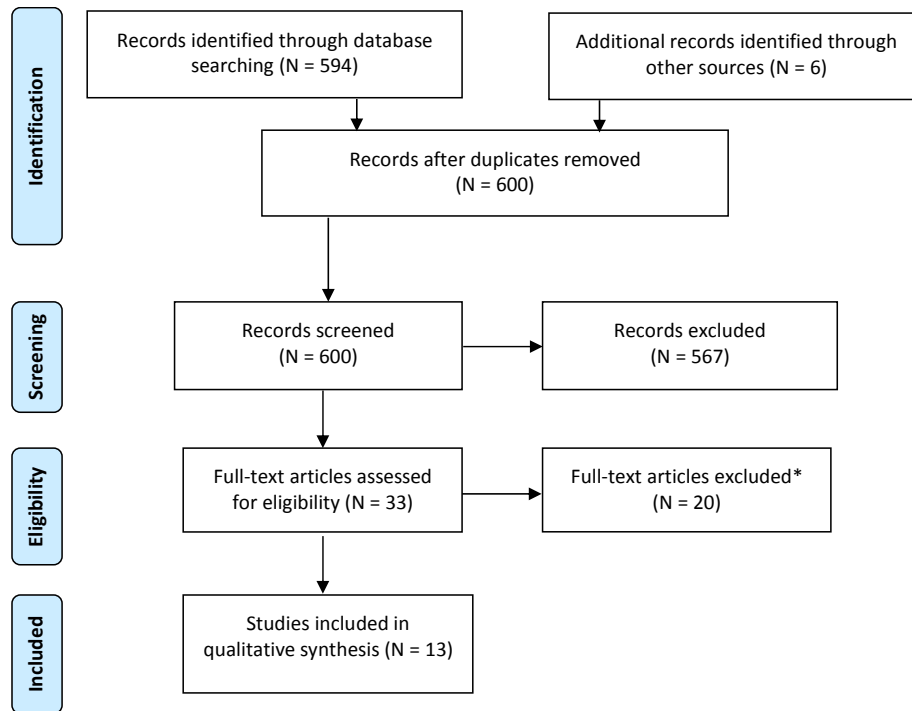 Identification
Records identified through database
searching (N = 594)
Additional records identified through
other sources (N = 6)
Records after duplicates removed
(N = 600)
Screening
Records screened
(N = 600)
Records excluded
(N = 567)
Eligibility
Full-text articles assessed
for eligibility (N = 33)
Full-text articles excluded*
(N = 20)
Included
Studies included in
qualitative synthesis (N = 13)